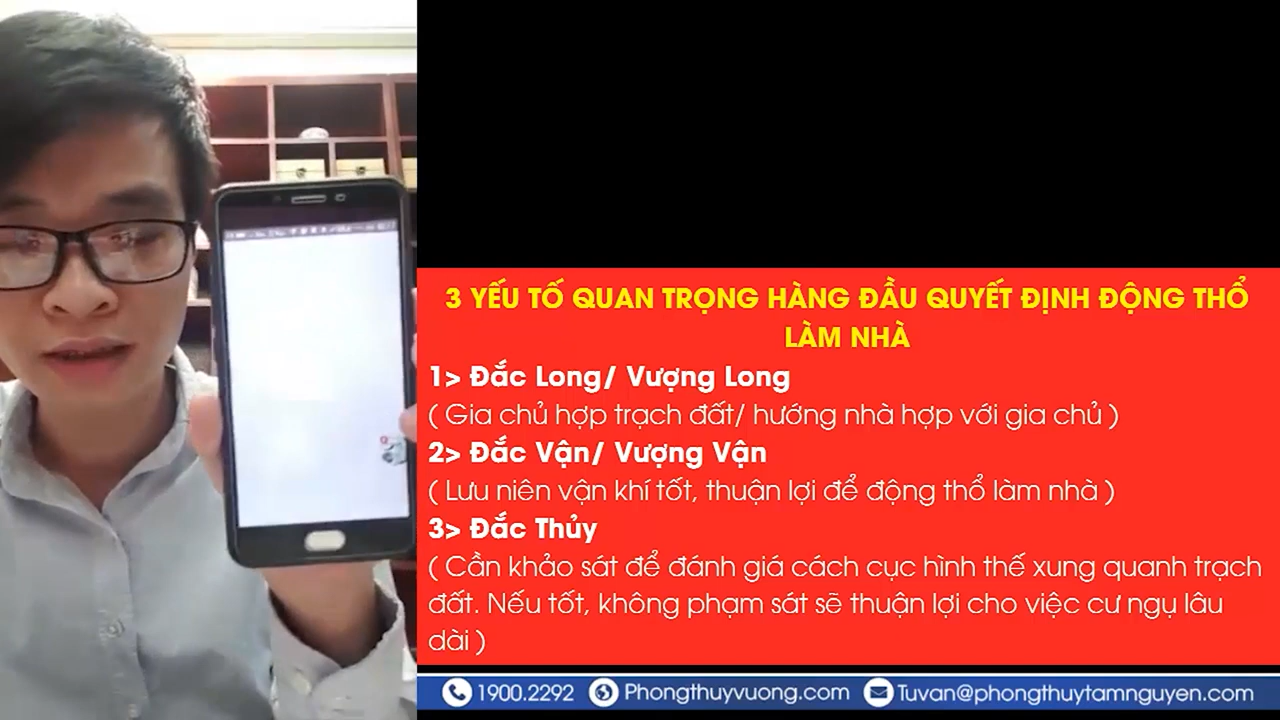 3 YẾU TỐ QUAN TRỌNG HÀNG ĐẦU QUYẾT ĐỊNH ĐỘNG THỔ
LÀM NHÀ
1> Đắc Long/ Vượng Long
( Gia chủ hợp trạch đất/ hướng nhà hợp với gia chủ )
2> Đắc Vận/ Vượng Vận
( Lưu niên vận khí tốt, thuận lợi để động thổ làm nhà )
3> Đắc Thủy
( Cần khảo sát để đánh giá cách cục hình thế xung quanh trạch
đất. Nếu tốt, không phạm sát sẽ thuận lợi cho việc cư ngụ lâu
dài )
1900.2292 Phongthuyvuong.com Tuvan@phongthuytamnguyen.com